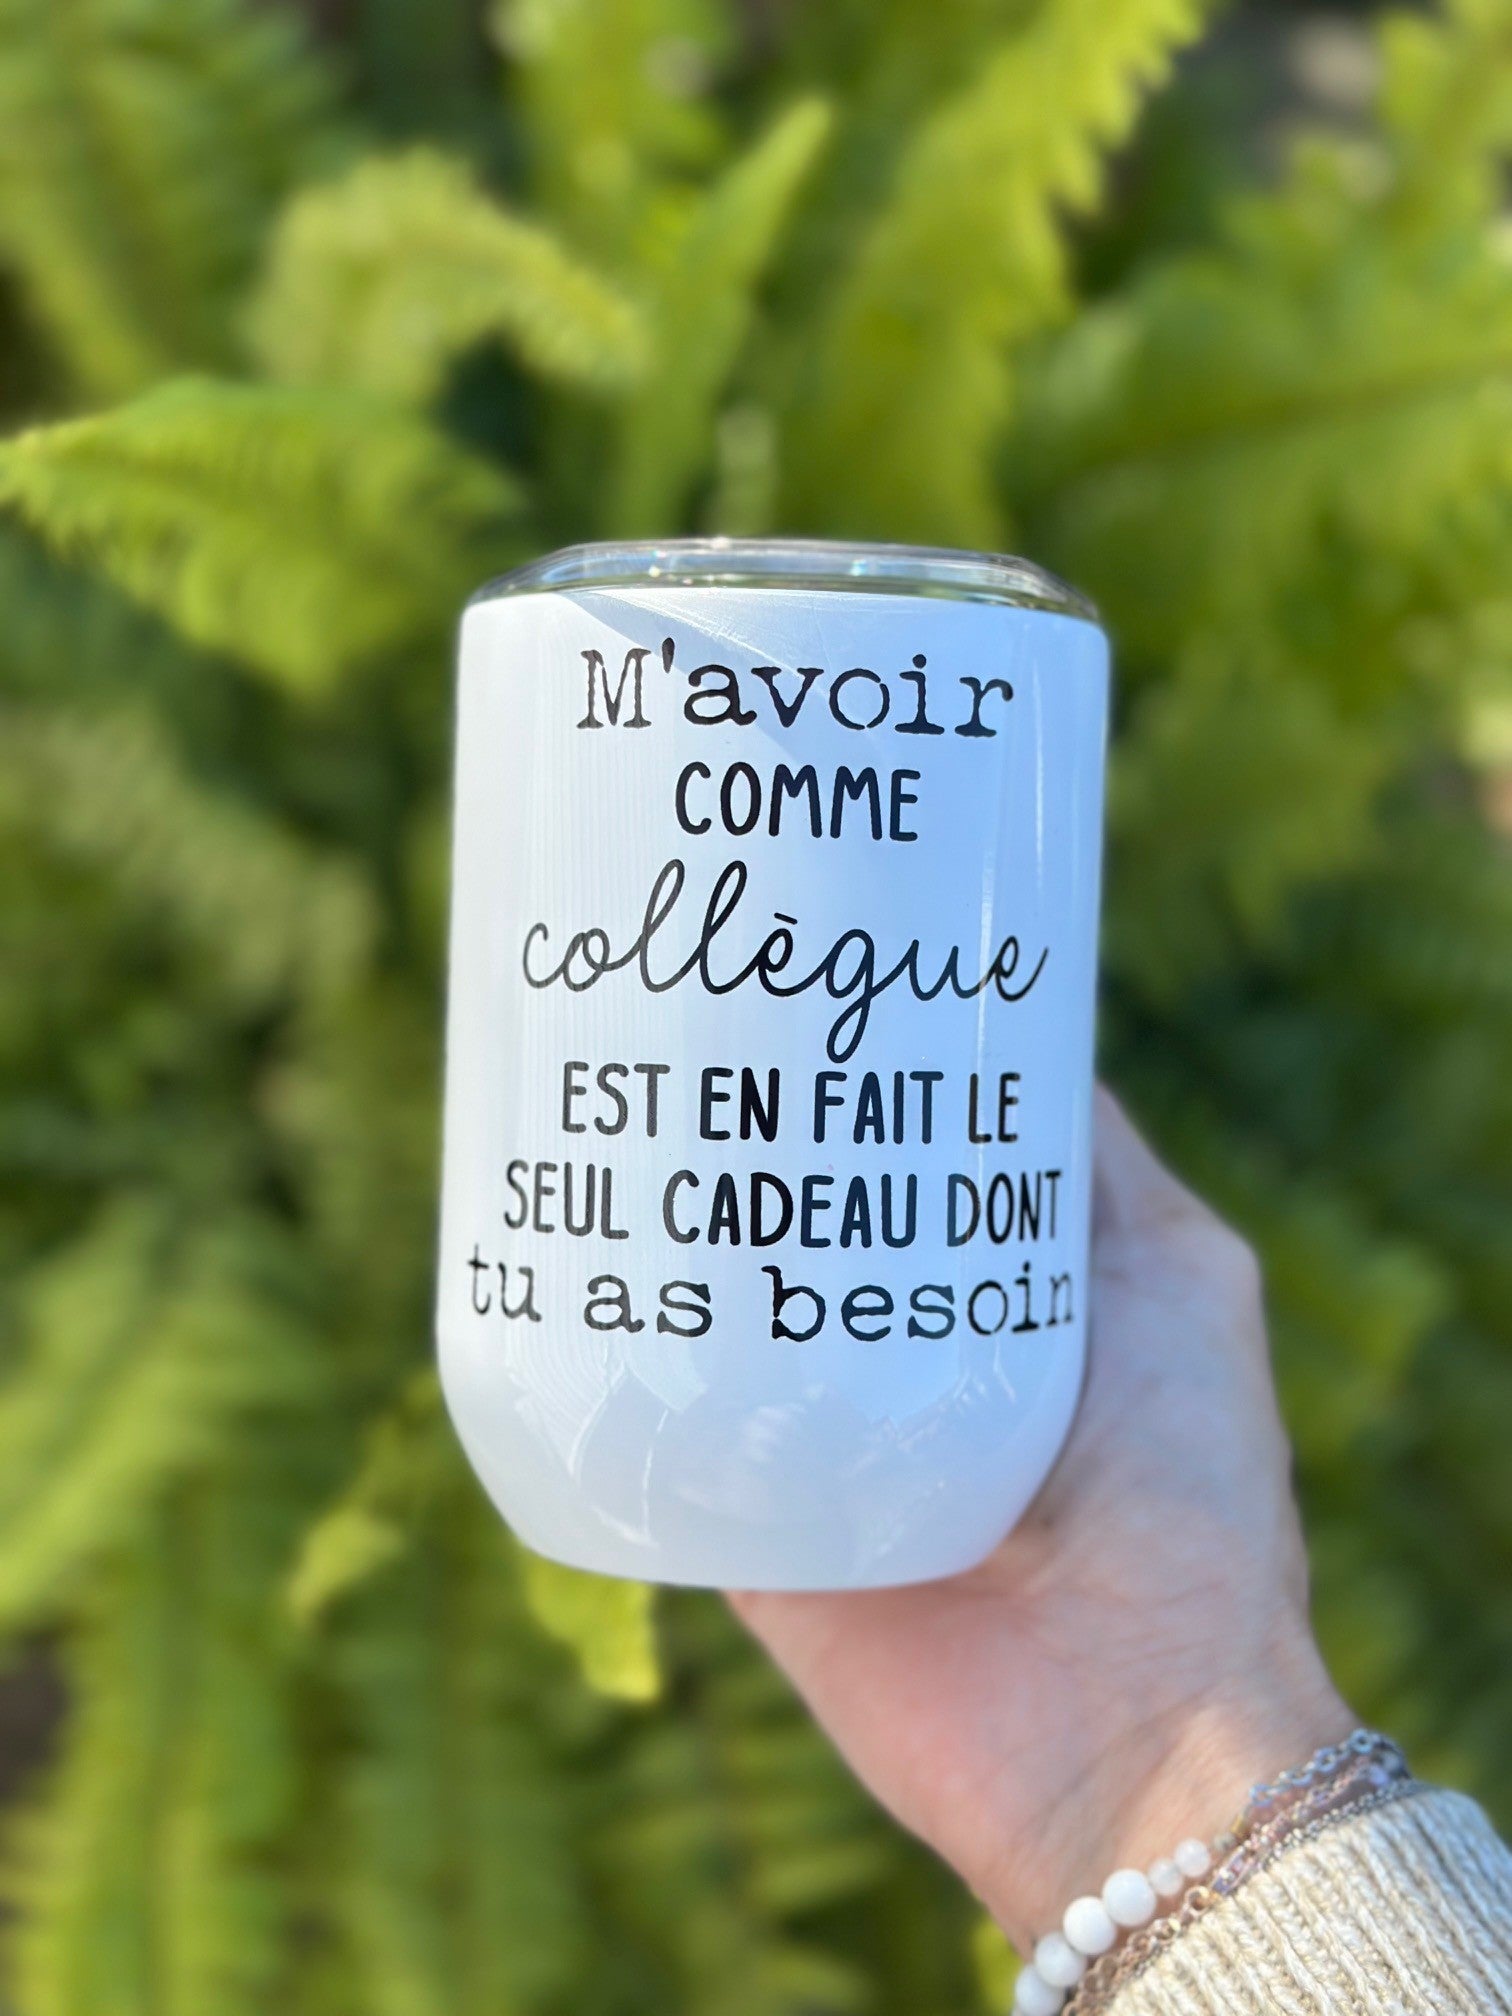 M'avoir
COMME
collègue
EST EN FAIT LE
SEUL CADEAU DONT
tu as besoin